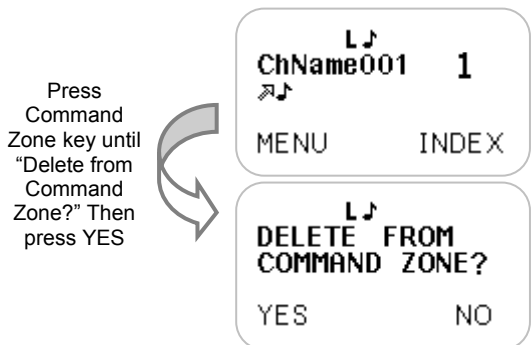 Press
Command
Zone key until
“Delete from
Command
Zone?” Then
press YES
L♪
ChName001 1
⇗♪
MENU INDEX
L♪
DELETE FROM
COMMAND ZONE?
YES NO